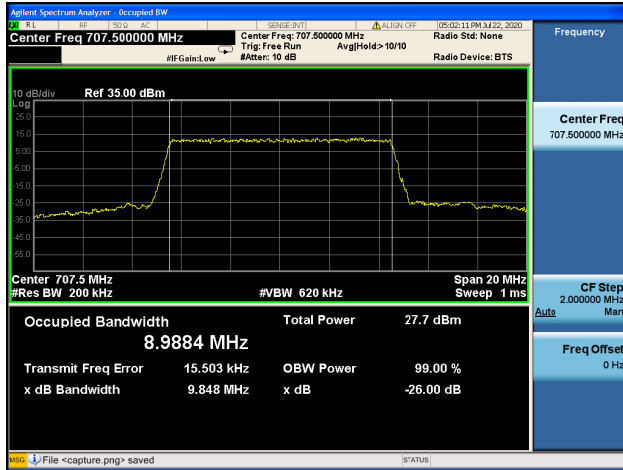 Agilent Spectrum Analyzer - Occupied BW
RL RF 50 Ω AC SENSE:INT ALIGN OFF 05:02:11 PM Jul 22, 2020
Center Freq 707.500000 MHz Center Freq: 707.500000 MHz Radio Std: None
Trig: Free Run Avg|Hold:> 10/10
#IFGain:Low #Atten: 10 dB Radio Device: BTS
10 dB/div Ref 35.00 dBm
Log
25.0
15.0
5.00
-5.00
-15.0
-25.0
-35.0
-45.0
-55.0
Center 707.5 MHz Span 20 MHz
#Res BW 200 kHz #VBW 620 kHz Sweep 1 ms
Occupied Bandwidth Total Power 27.7 dBm
8.9884 MHz
Transmit Freq Error 15.503 kHz OBW Power 99.00 %
x dB Bandwidth 9.848 MHz x dB -26.00 dB
MSG File <capture.png> saved STATUS
Frequency
Center Freq
707.500000 MHz
CF Step
2.000000 MHz
Auto Man
Freq Offset
0 Hz